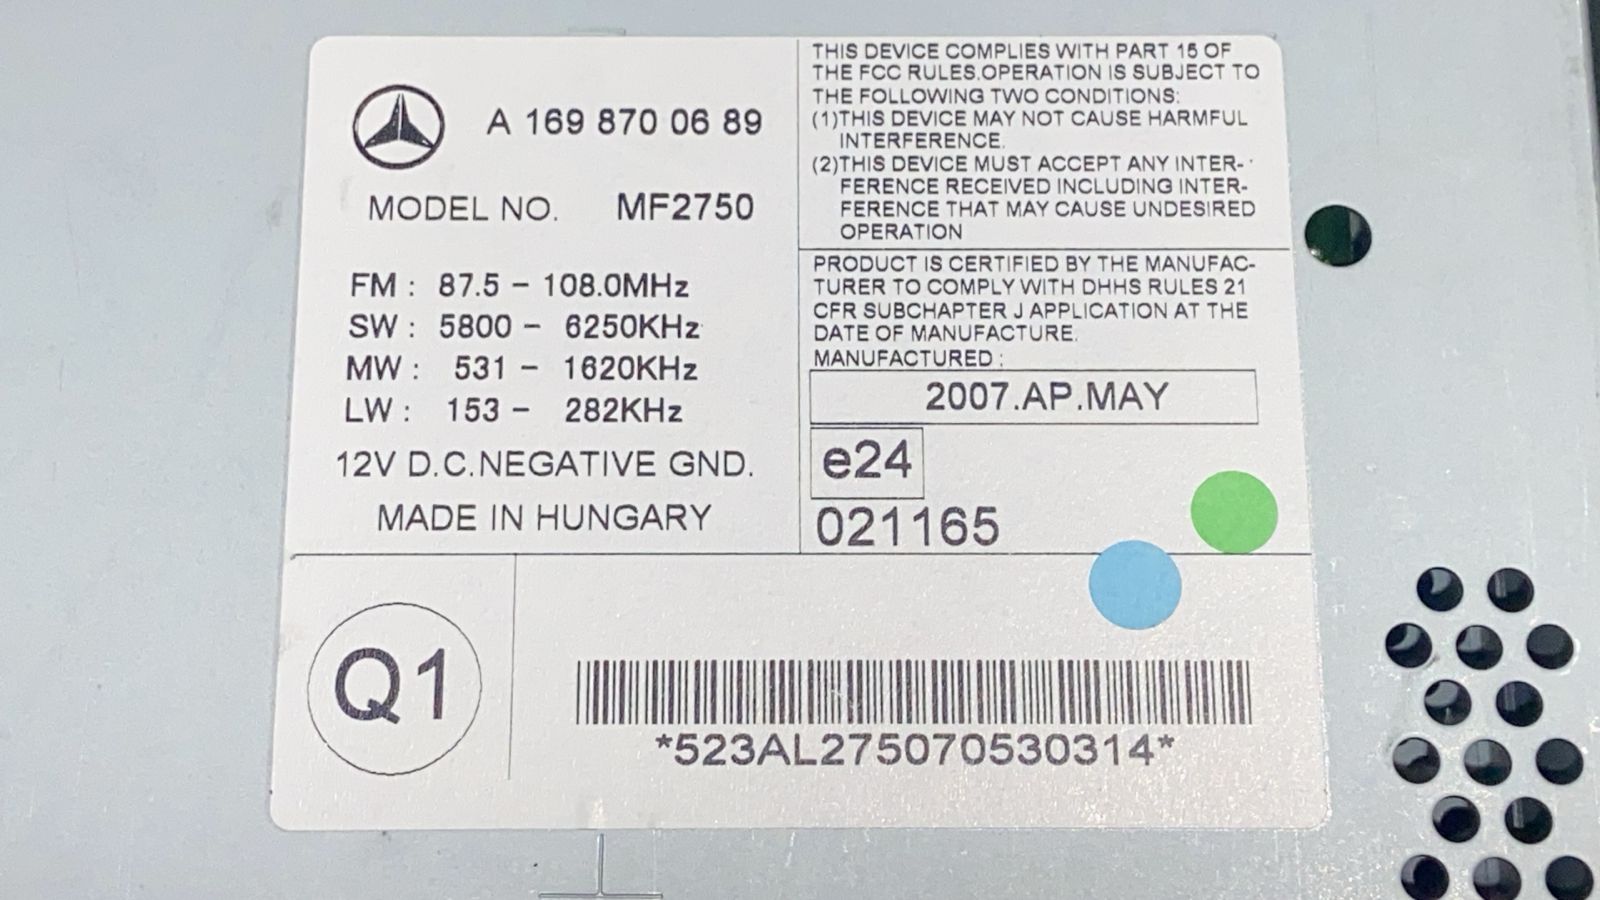 A 169 870 06 89
MODEL NO. MF2750
FM : 87.5 - 108.0MHz
SW : 5800 - 6250KHz
MW : 531 - 1620KHz
LW : 153 - 282KHz
12V D.C.NEGATIVE GND.
MADE IN HUNGARY
THIS DEVICE COMPLIES WITH PART 15 OF
THE FCC RULES.OPERATION IS SUBJECT TO
THE FOLLOWING TWO CONDITIONS:
(1)THIS DEVICE MAY NOT CAUSE HARMFUL
INTERFERENCE.
(2)THIS DEVICE MUST ACCEPT ANY INTER-
FERENCE RECEIVED INCLUDING INTER-
FERENCE THAT MAY CAUSE UNDESIRED
OPERATION
PRODUCT IS CERTIFIED BY THE MANUFAC-
TURER TO COMPLY WITH DHHS RULES 21
CFR SUBCHAPTER J APPLICATION AT THE
DATE OF MANUFACTURE.
MANUFACTURED :
2007.AP.MAY
e24
021165
Q1
*523AL275070530314*